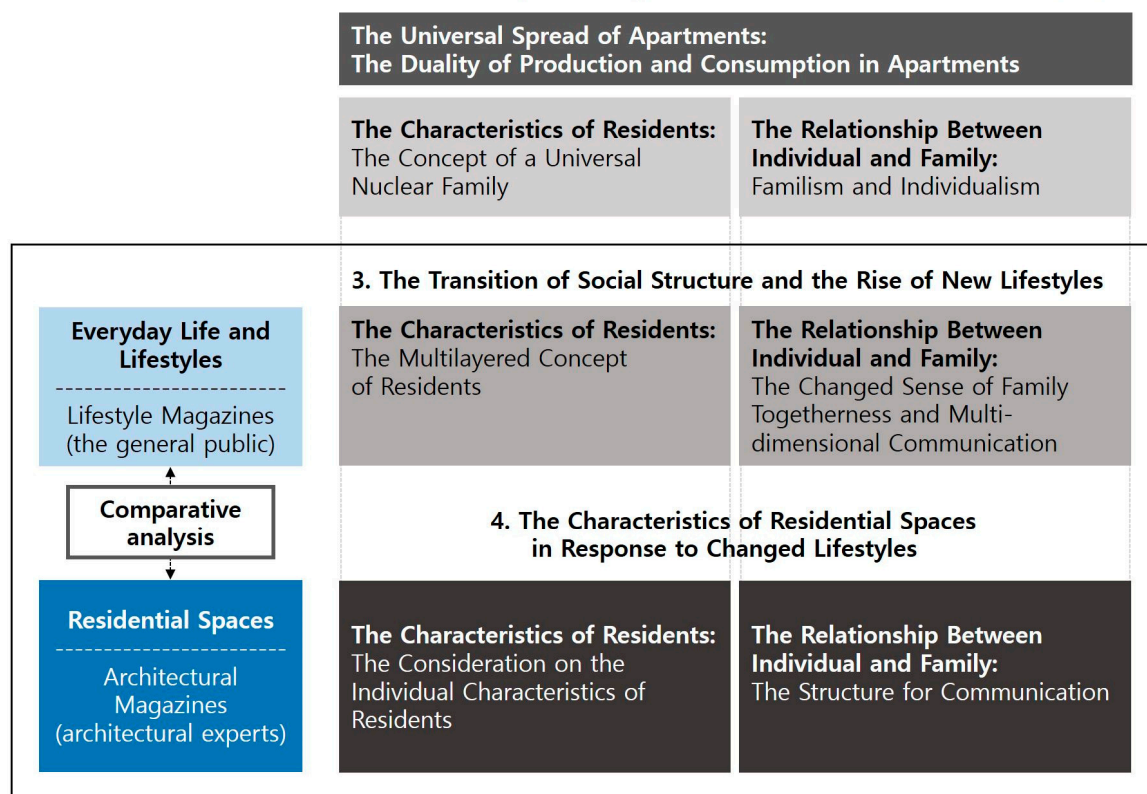 The Universal Spread of Apartments:
The Duality of Production and Consumption in Apartments
The Characteristics of Residents:
The Concept of a Universal
Nuclear Family
The Relationship Between
Individual and Family:
Familism and Individualism
3. The Transition of Social Structure and the Rise of New Lifestyles
Everyday Life and
Lifestyles
Lifestyle Magazines
(the general public)
The Characteristics of Residents:
The Multilayered Concept
of Residents
The Relationship Between
Individual and Family:
The Changed Sense of Family
Togetherness and Multi-
dimensional Communication
Comparative
analysis
4. The Characteristics of Residential Spaces
in Response to Changed Lifestyles
Residential Spaces
Architectural
Magazines
(architectural experts)
The Characteristics of Residents:
The Consideration on the
Individual Characteristics of
Residents
The Relationship Between
Individual and Family:
The Structure for Communication